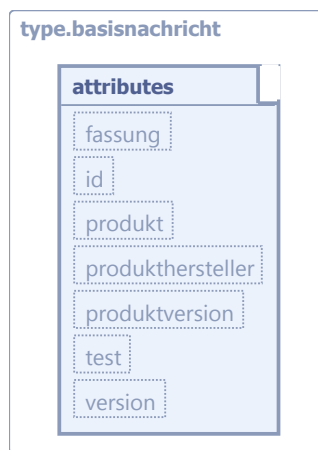 type.basisnachricht
attributes
fassung
id
produkt
produkthersteller
produktversion
test
version